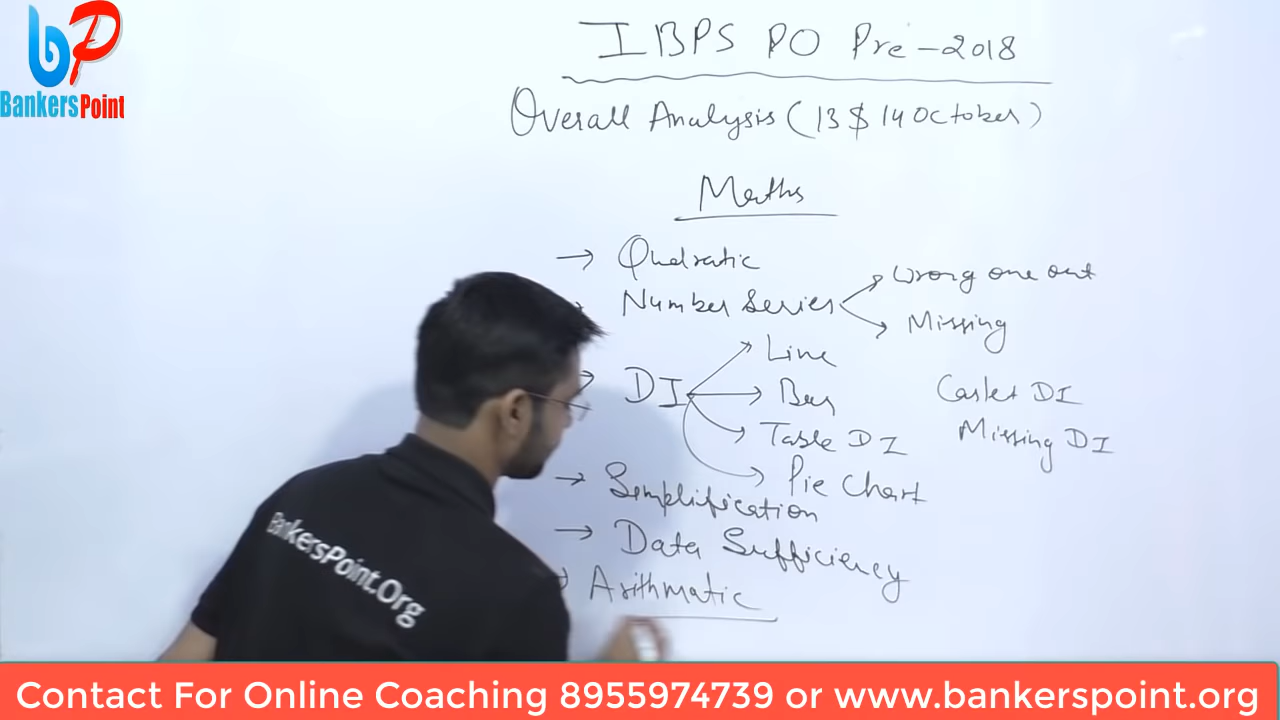 bp
BankersPoint
IBPS PO Pre-2018
Overall Analysis (13 $ 14 October)
Maths
→ Quadratic
Number Series → Wrong one out
→ Missing
→ DI → Line
→ Bar
→ Table DI
→ Pie Chart
Caslet DI
Missing DI
→ Simplification
→ Data Sufficiency
→ Arithmatic
BankersPoint.Org
Contact For Online Coaching 8955974739 or www.bankerspoint.org